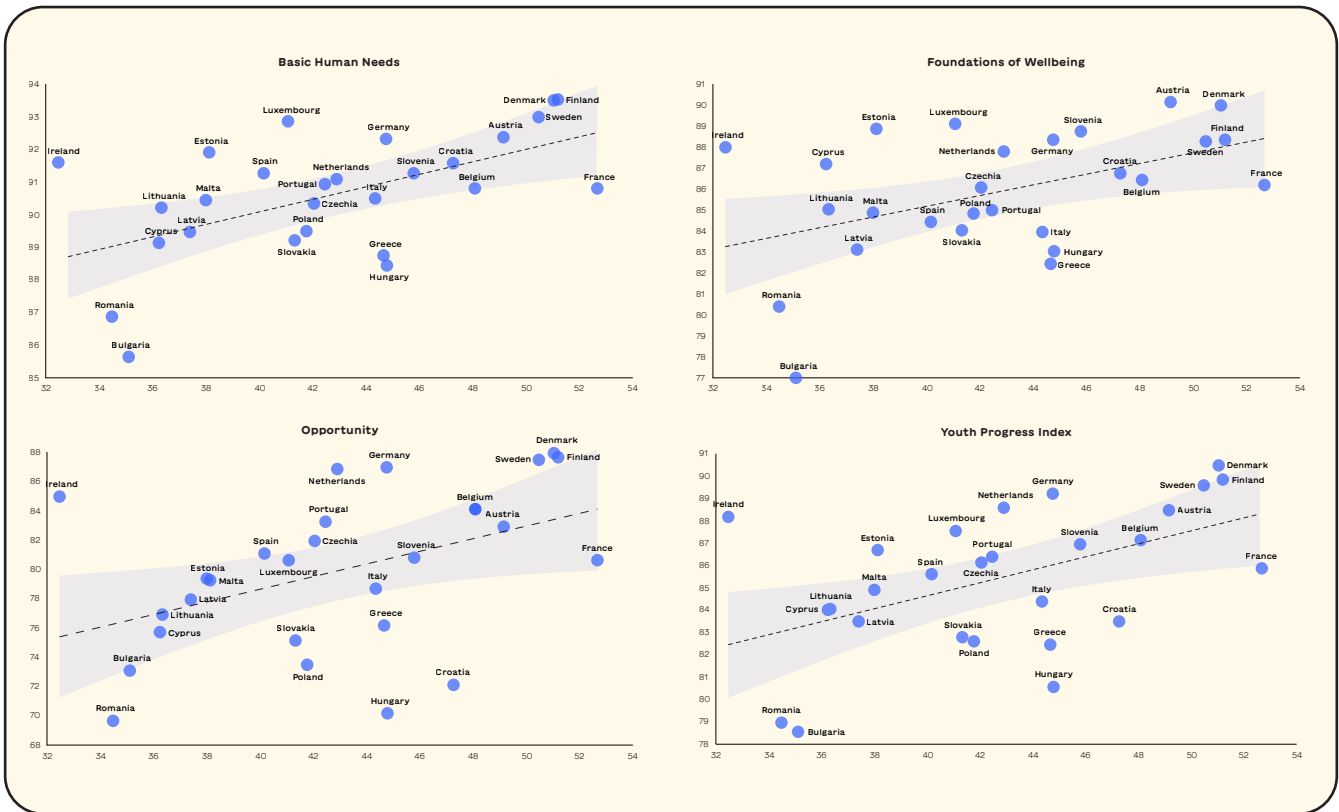 Basic Human Needs
94
93
92
91
90
89
88
87
86
85
32
34
36
38
40
42
44
46
48
50
52
54
Denmark
Finland
Sweden
Luxembourg
Germany
Austria
Estonia
Ireland
Spain
Netherlands
Slovenia
Croatia
Portugal
Belgium
France
Lithuania
Malta
Italy
Czechia
Latvia
Cyprus
Poland
Slovakia
Greece
Hungary
Romania
Bulgaria
Foundations of Wellbeing
91
90
89
88
87
86
85
84
83
82
81
80
79
78
77
32
34
36
38
40
42
44
46
48
50
52
54
Austria
Denmark
Luxembourg
Estonia
Slovenia
Ireland
Finland
Germany
Sweden
Netherlands
Cyprus
Croatia
Belgium
France
Czechia
Lithuania
Malta
Poland
Portugal
Spain
Slovakia
Italy
Latvia
Hungary
Greece
Romania
Bulgaria
Opportunity
88
86
84
82
80
78
76
74
72
70
68
32
34
36
38
40
42
44
46
48
50
52
54
Denmark
Finland
Sweden
Germany
Netherlands
Ireland
Belgium
Portugal
Austria
Czechia
Spain
Luxembourg
Slovenia
France
Estonia
Malta
Italy
Latvia
Lithuania
Greece
Cyprus
Slovakia
Poland
Bulgaria
Croatia
Hungary
Romania
Youth Progress Index
91
90
89
88
87
86
85
84
83
82
81
80
79
78
32
34
36
38
40
42
44
46
48
50
52
54
Denmark
Finland
Sweden
Germany
Netherlands
Ireland
Austria
Luxembourg
Belgium
Slovenia
Estonia
Portugal
Czechia
Spain
France
Malta
Italy
Lithuania
Cyprus
Latvia
Croatia
Slovakia
Poland
Greece
Hungary
Romania
Bulgaria